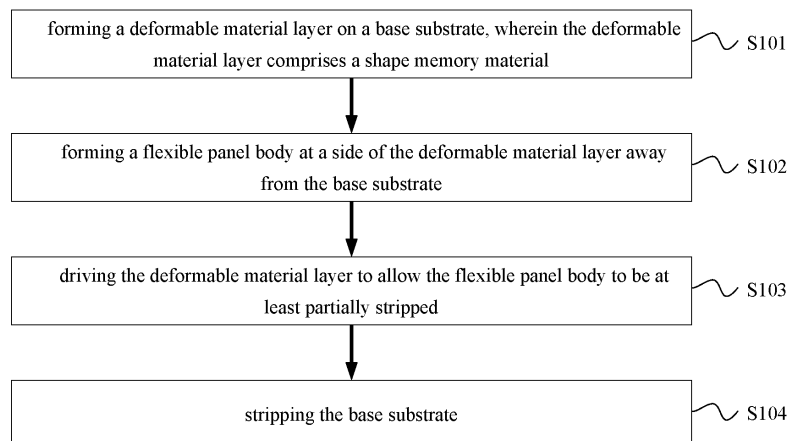 forming a deformable material layer on a base substrate, wherein the deformable
material layer comprises a shape memory material
S101
forming a flexible panel body at a side of the deformable material layer away
from the base substrate
S102
driving the deformable material layer to allow the flexible panel body to be at
least partially stripped
S103
stripping the base substrate
S104